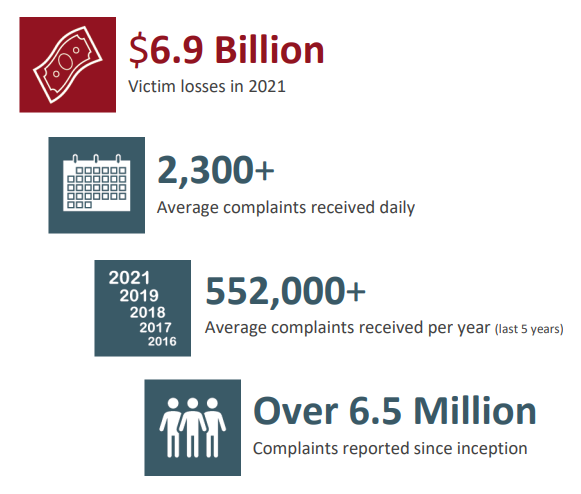 $6.9 Billion
Victim losses in 2021
2,300+
Average complaints received daily
2021
2019
2018
2017
2016
552,000+
Average complaints received per year (last 5 years)
Over 6.5 Million
Complaints reported since inception